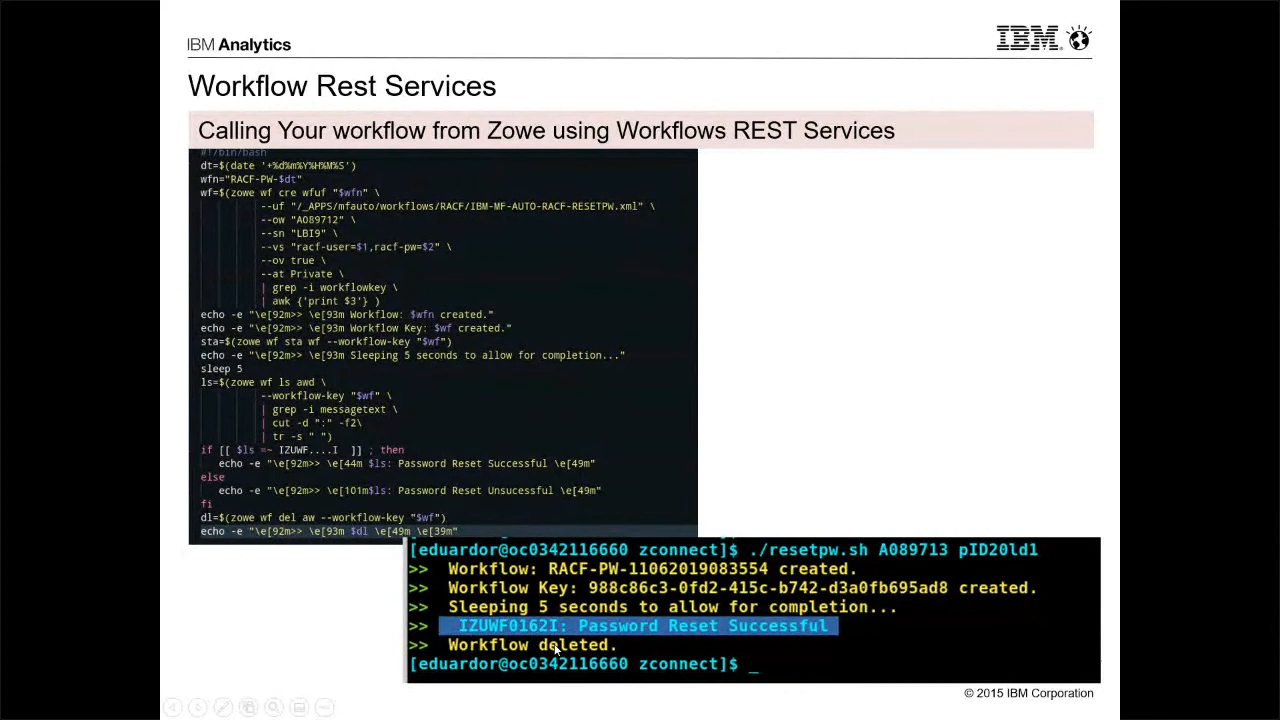 IBM Analytics
IBM®
Workflow Rest Services
Calling Your workflow from Zowe using Workflows REST Services
#!/bin/bash
dt=$(date '+%d%m%Y%H%M%S')
wfn="RACF-PW-$dt"
wf=$(zowe wf cre wfuf "$wfn" \
--uf "/_APPS/mfauto/workflows/RACF/IBM-MF-AUTO-RACF-RESETPW.xml" \
--ow "A089712" \
--sn "LBI9" \
--vs "racf-user=$1,racf-pw=$2" \
--ov true \
--at Private \
| grep -i workflowkey \
| awk {'print $3'} )
echo -e "\e[92m>> \e[93m Workflow: $wfn created."
echo -e "\e[92m>> \e[93m Workflow Key: $wf created."
sta=$(zowe wf sta wf --workflow-key "$wf")
echo -e "\e[92m>> \e[93m Sleeping 5 seconds to allow for completion..."
sleep 5
ls=$(zowe wf ls awd \
--workflow-key "$wf" \
| grep -i messagetext \
| cut -d ":" -f2\
| tr -s " ")
if [[ $ls =~ IZUWF....I ]] ; then
echo -e "\e[92m>> \e[44m $ls: Password Reset Successful \e[49m"
else
echo -e "\e[92m>> \e[101m$ls: Password Reset Unsucessful \e[49m"
fi
dl=$(zowe wf del aw --workflow-key "$wf")
echo -e "\e[92m>> \e[93m $dl \e[49m \e[39m"
[eduardor@oc0342116660 zconnect]$ ./resetpw.sh A089713 pID20ld1
>> Workflow: RACF-PW-11062019083554 created.
>> Workflow Key: 988c86c3-0fd2-415c-b742-d3a0fb695ad8 created.
>> Sleeping 5 seconds to allow for completion...
>> IZUWF0162I: Password Reset Successful
>> Workflow deleted.
[eduardor@oc0342116660 zconnect]$ _
© 2015 IBM Corporation